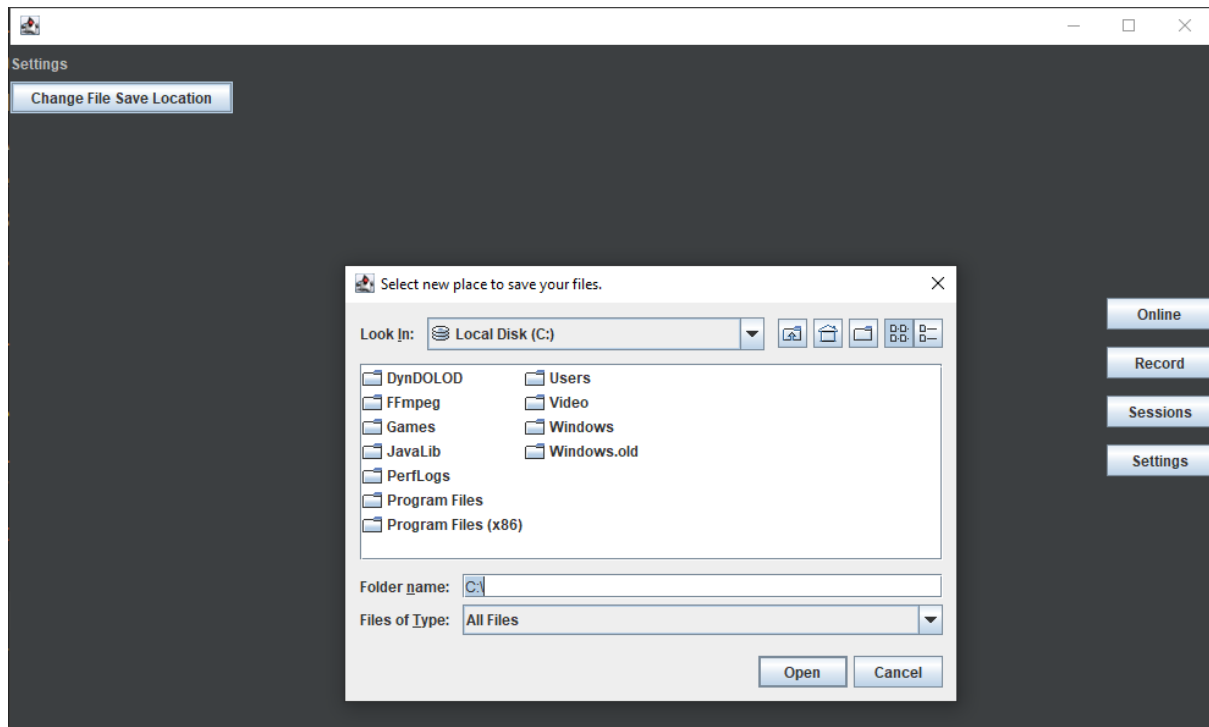 Settings
Change File Save Location
Select new place to save your files.
Look In: Local Disk (C:)
DynDOLOD Users
FFmpeg Video
Games Windows
JavaLib Windows.old
PerfLogs
Program Files
Program Files (x86)
Folder name: C:\
Files of Type: All Files
Open Cancel
Online
Record
Sessions
Settings